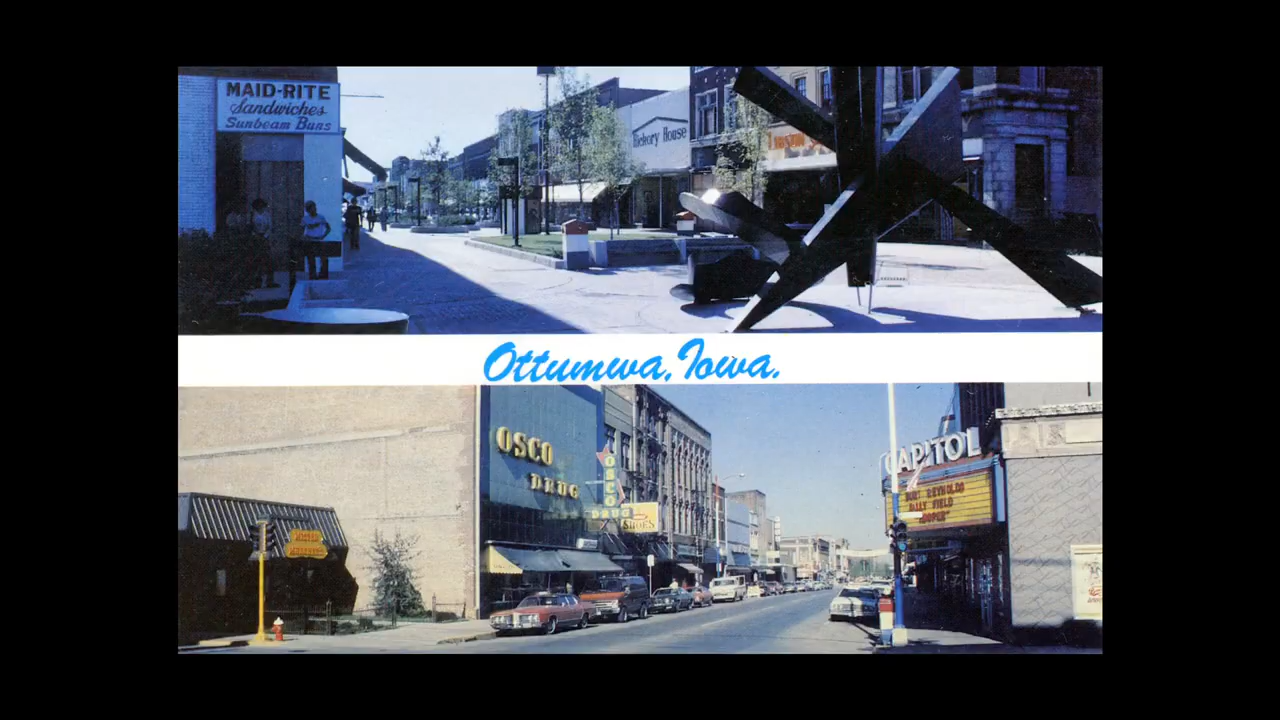 MAID-RITE
Sandwiches
Sunbeam Buns
Hickory House
Ottumwa, Iowa.
OSCO
DRUG
OSCO
DRUG
SHOES
CAPITOL
BURT REYNOLDS
SALLY FIELD
"HOOPER"